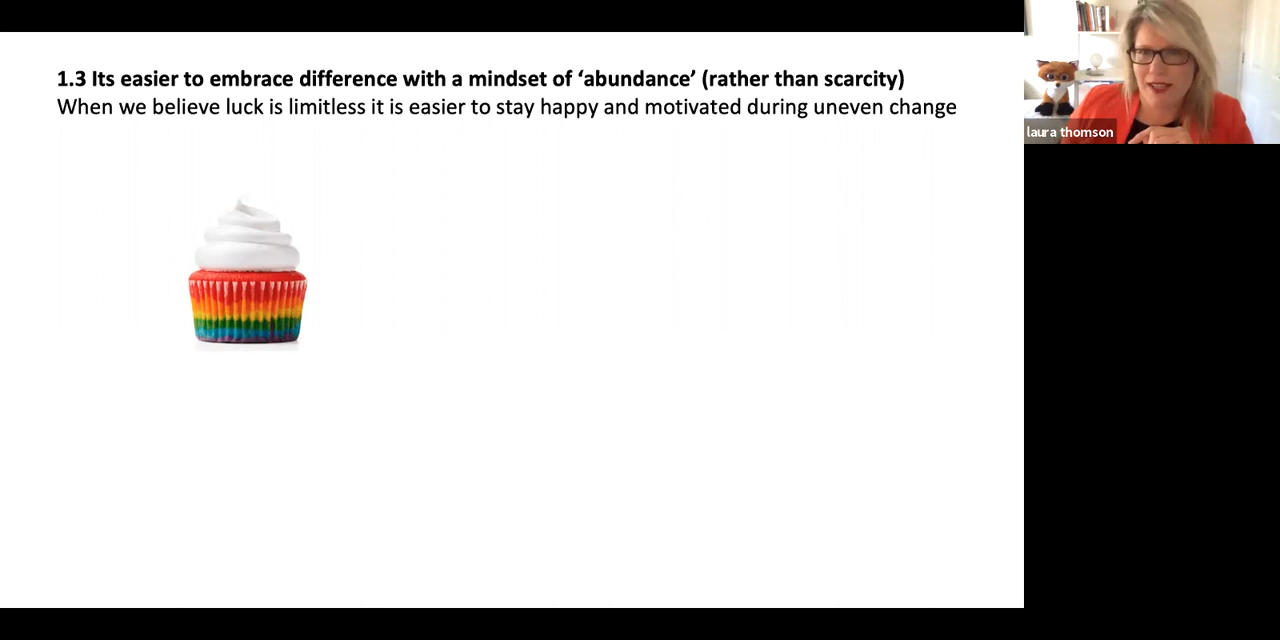 1.3 Its easier to embrace difference with a mindset of ‘abundance’ (rather than scarcity)
When we believe luck is limitless it is easier to stay happy and motivated during uneven change
laura thomson